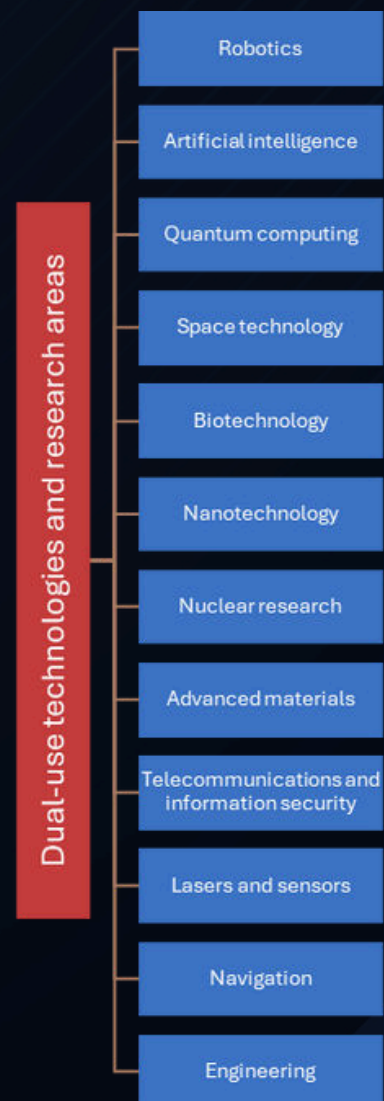 Dual-use technologies and research areas
Robotics
Artificial intelligence
Quantum computing
Space technology
Biotechnology
Nanotechnology
Nuclear research
Advanced materials
Telecommunications and
information security
Lasers and sensors
Navigation
Engineering